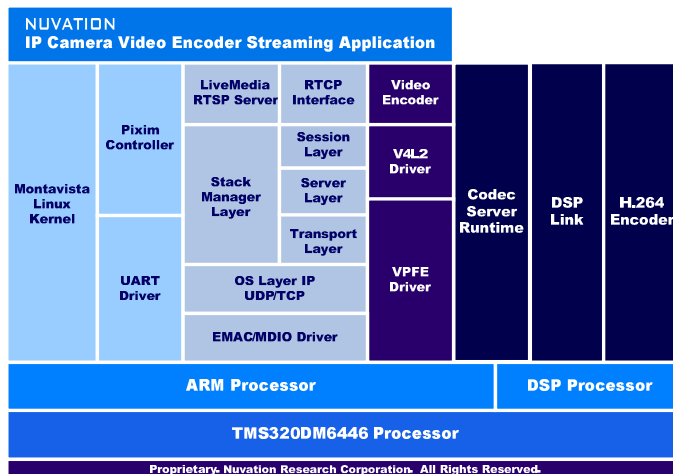 NUVATION
IP Camera Video Encoder Streaming Application
Montavista
Linux
Kernel
Pixim
Controller
UART
Driver
LiveMedia
RTSP Server
RTCP
Interface
Stack
Manager
Layer
Session
Layer
Server
Layer
Transport
Layer
OS Layer IP
UDP/TCP
EMAC/MDIO Driver
Video
Encoder
V4L2
Driver
VPFE
Driver
Codec
Server
Runtime
DSP
Link
H.264
Encoder
ARM Processor
DSP Processor
TMS320DM6446 Processor
Proprietary. Nuvation Research Corporation. All Rights Reserved.